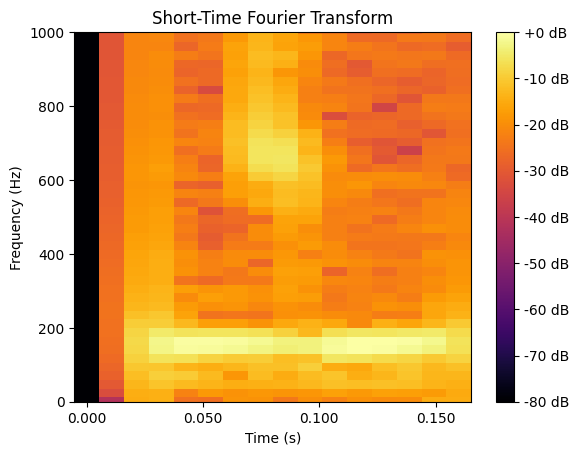 Short-Time Fourier Transform
Frequency (Hz)
1000
800
600
400
200
0
0.000
0.050
0.100
0.150
Time (s)
+0 dB
-10 dB
-20 dB
-30 dB
-40 dB
-50 dB
-60 dB
-70 dB
-80 dB